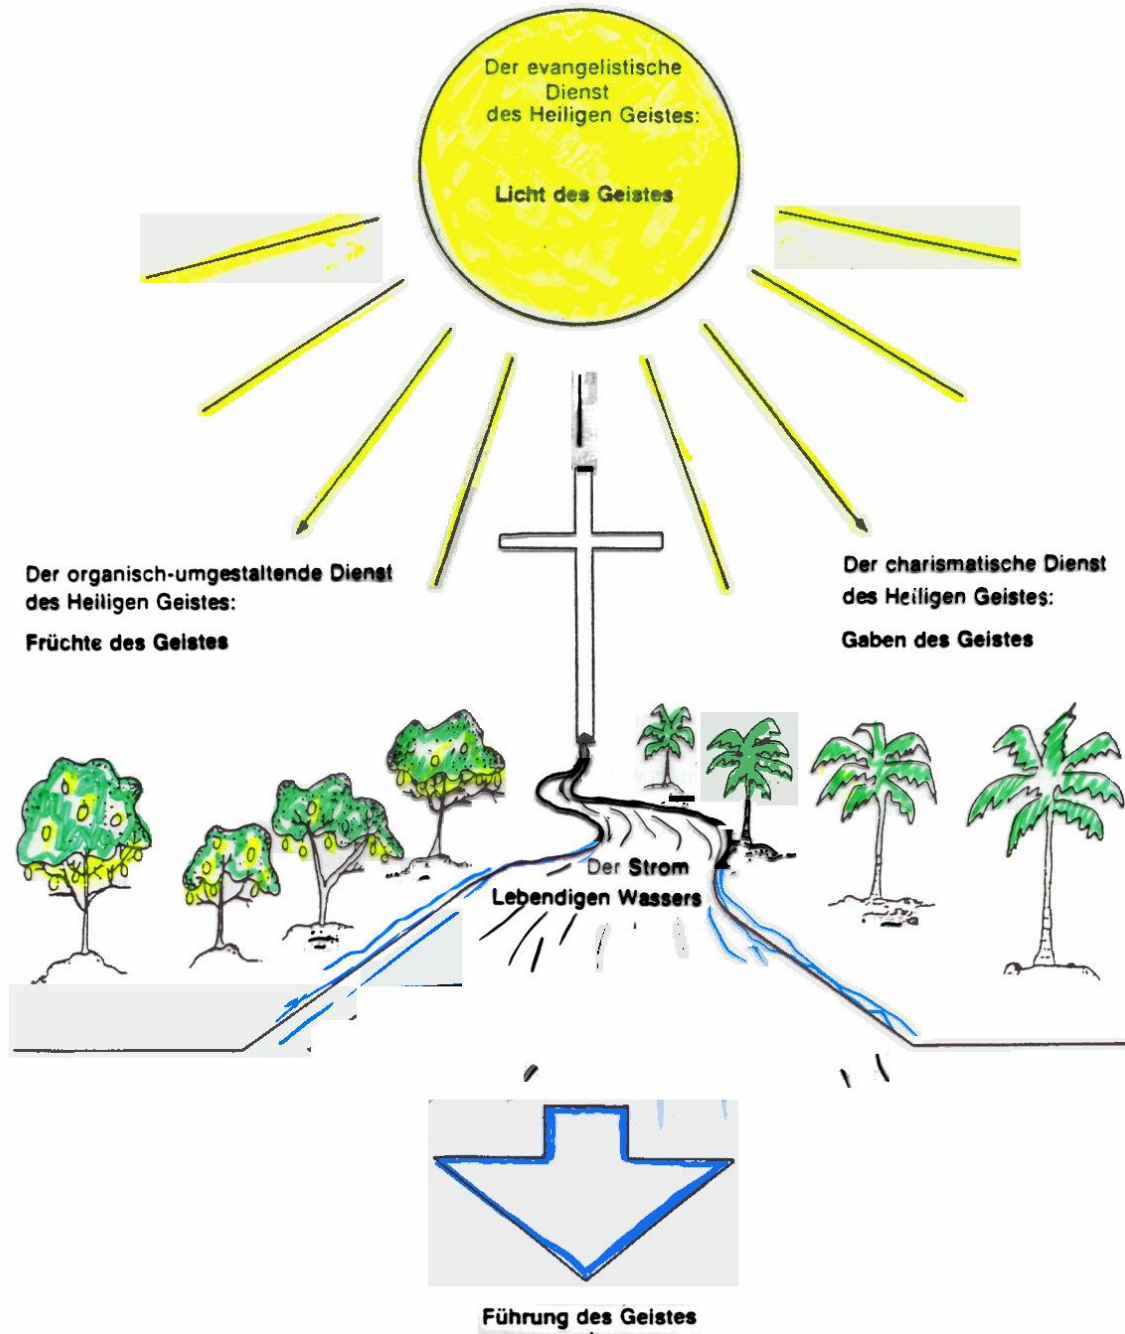 Der evangelistische
Dienst
des Heiligen Geistes:
Licht des Geistes
Der organisch-umgestaltende Dienst
des Heiligen Geistes:
Früchte des Geistes
Der charismatische Dienst
des Heiligen Geistes:
Gaben des Geistes
Der Strom
Lebendigen Wassers
Führung des Geistes